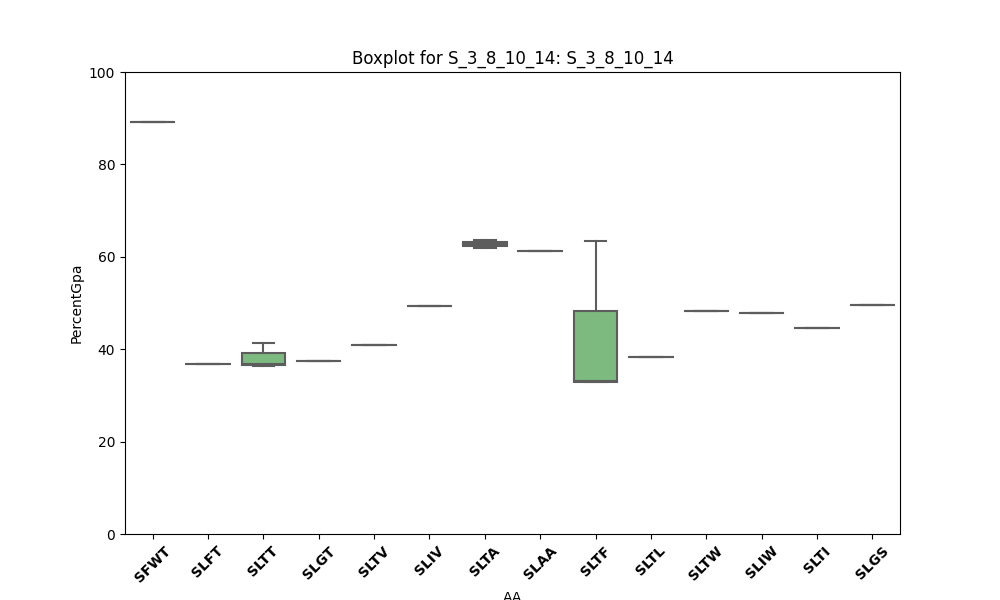 Boxplot for S_3_8_10_14: S_3_8_10_14
100
80
60
40
20
0
PercentGpa
SFWT
SLFT
SLTT
SLGT
SLTV
SLIV
SLTA
SLAA
SLTF
SLTL
SLTW
SLIW
SLTI
SLGS
AA